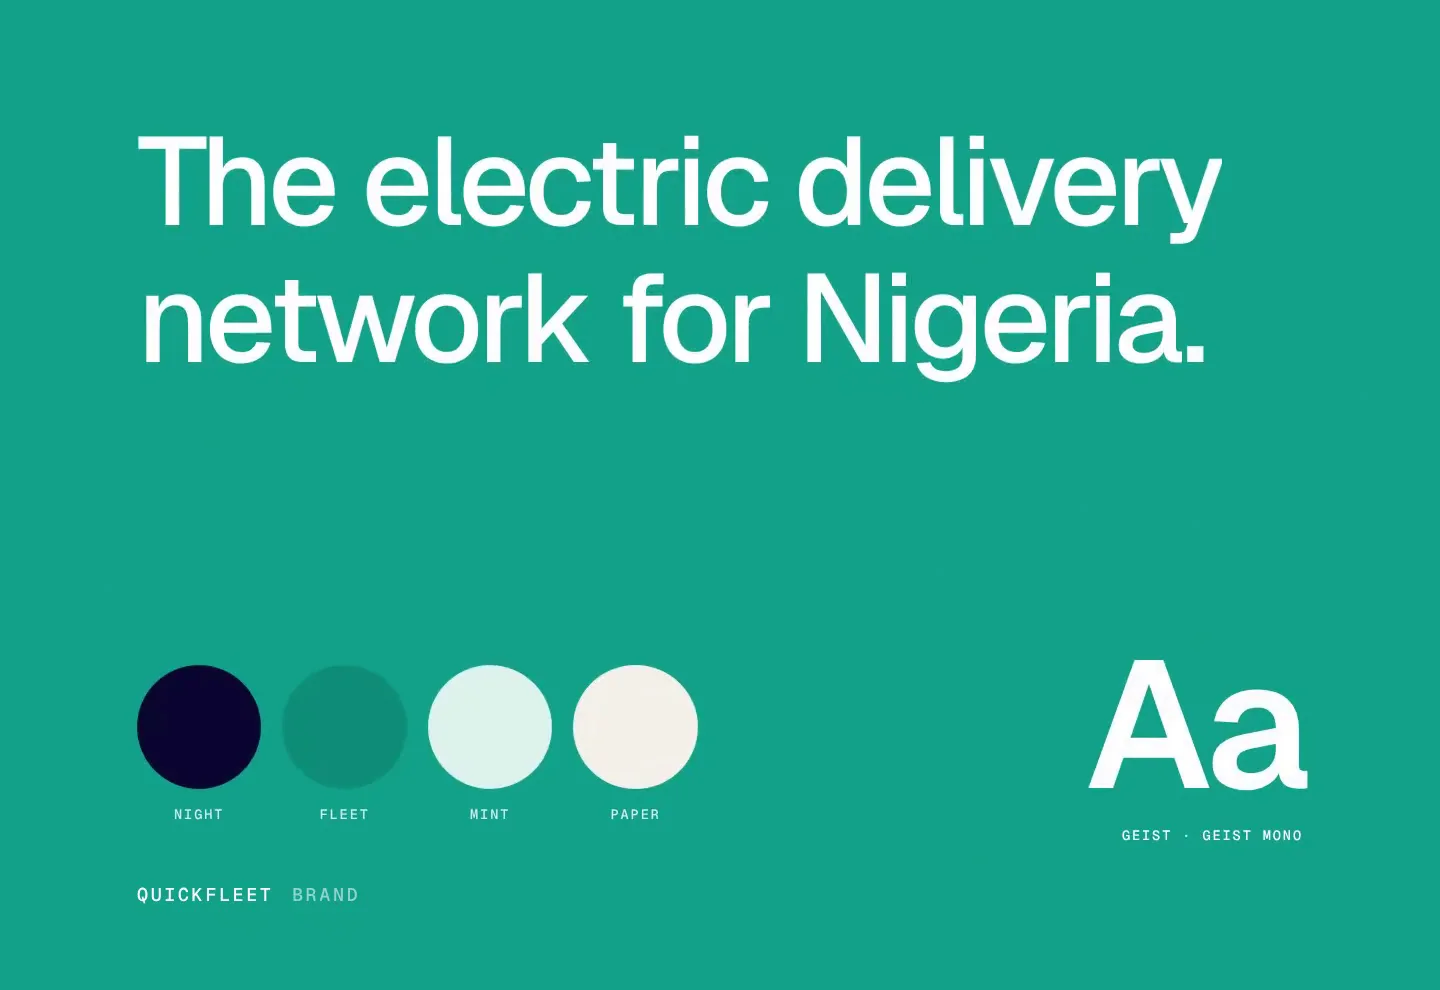 The electric delivery
network for Nigeria.
NIGHT
FLEET
MINT
PAPER
Aa
GEIST · GEIST MONO
QUICKFLEET BRAND